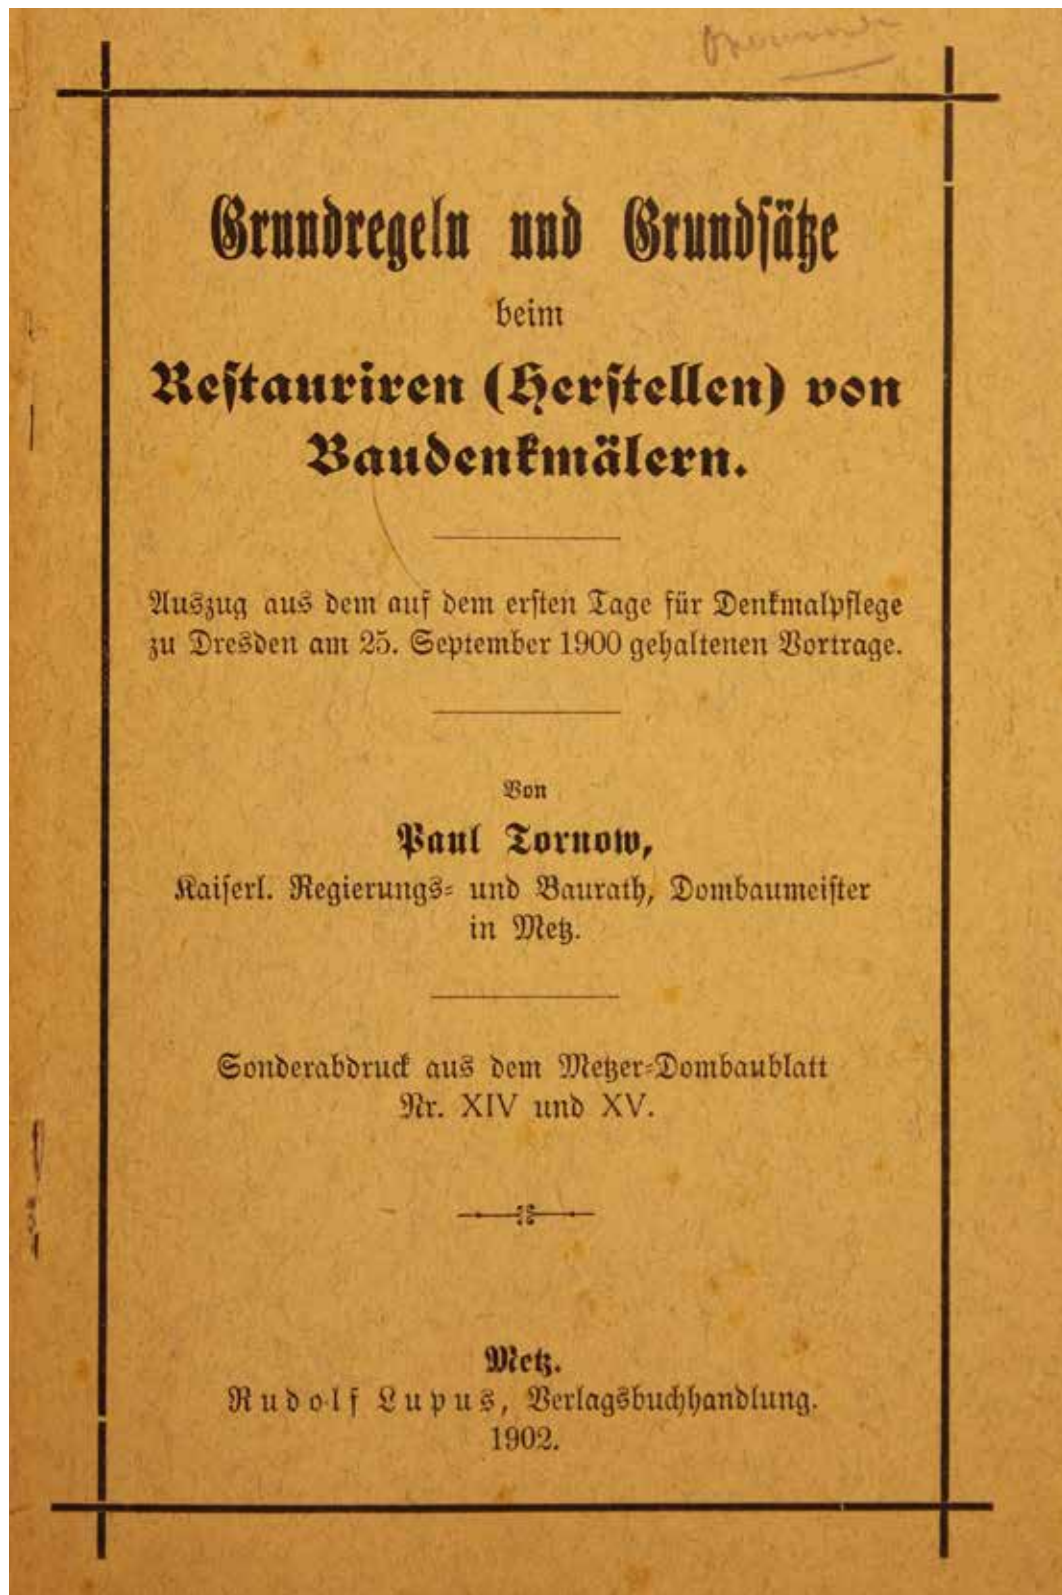 Grundregeln und Grundsätze
beim
Restauriren (Herstellen) von
Baudenkmälern.
Auszug aus dem auf dem ersten Tage für Denkmalpflege
zu Dresden am 25. September 1900 gehaltenen Vortrage.
Von
Paul Tornow,
Kaiserl. Regierungs- und Baurath, Dombaumeister
in Metz.
Sonderabdruck aus dem Metzer-Dombaublatt
Nr. XIV und XV.
Metz.
Rudolf Lupus, Verlagsbuchhandlung.
1902.